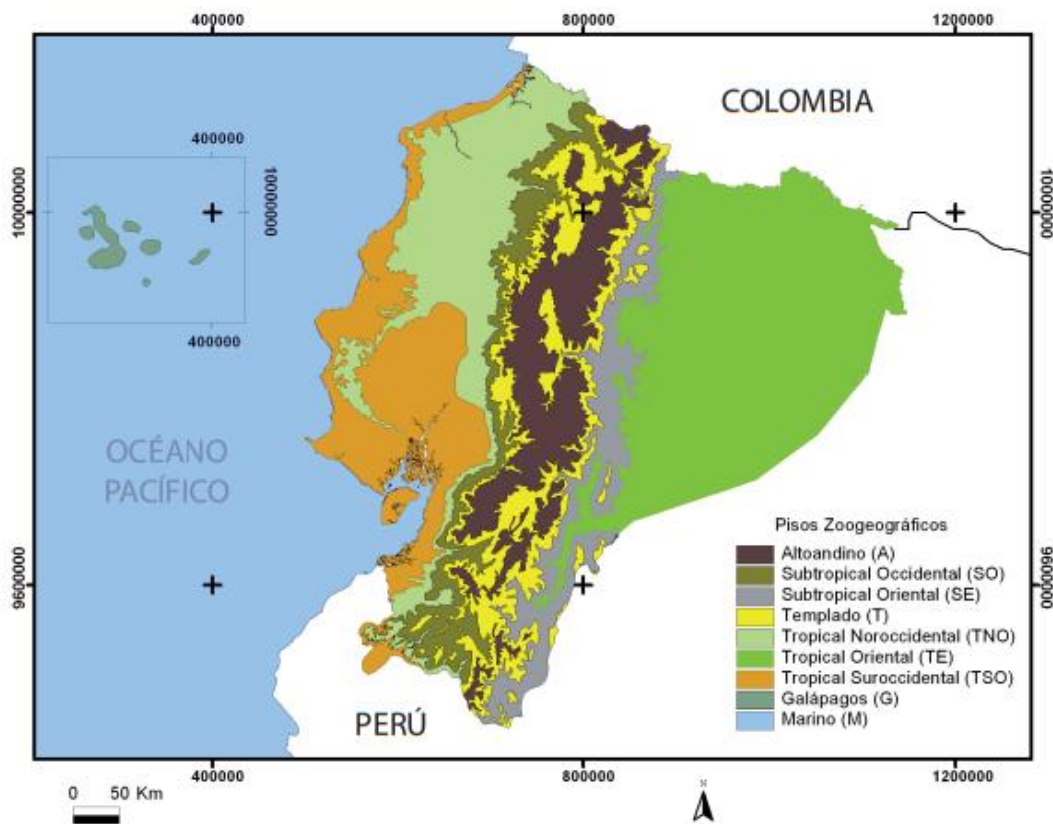 400000
800000
1200000
COLOMBIA
400000
10000000
10000000
10000000
400000
OCÉANO
PACÍFICO
Pisos Zoogeográficos
Altoandino (A)
Subtropical Occidental (SO)
Subtropical Oriental (SE)
Templado (T)
Tropical Noroccidental (TNO)
Tropical Oriental (TE)
Tropical Suroccidental (TSO)
Galápagos (G)
Marino (M)
9600000
9600000
PERÚ
400000
800000
1200000
0 50 Km
N